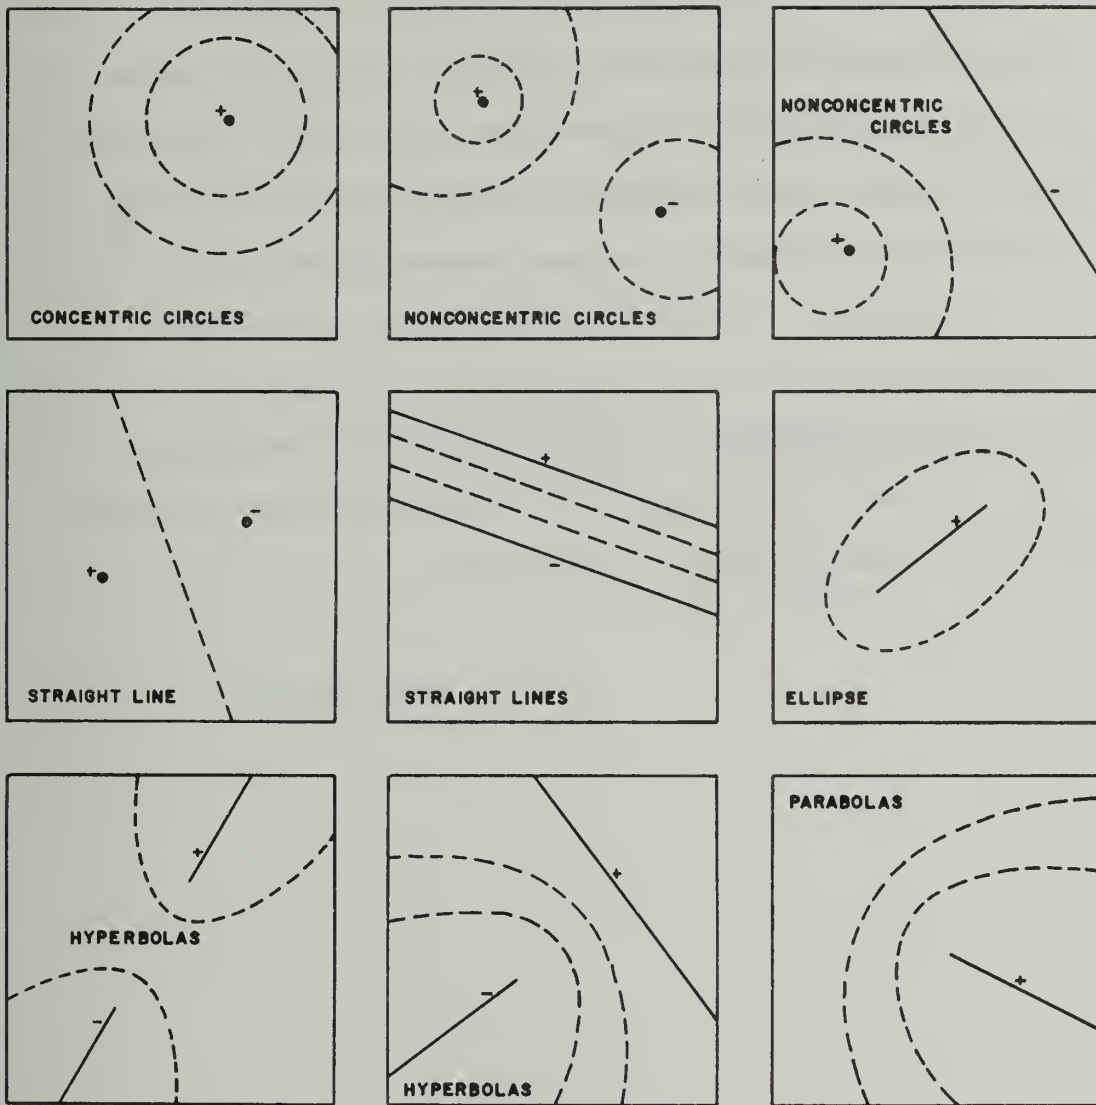 CONCENTRIC CIRCLES
NONCONCENTRIC CIRCLES
NONCONCENTRIC
CIRCLES
STRAIGHT LINE
STRAIGHT LINES
ELLIPSE
HYPERBOLAS
HYPERBOLAS
PARABOLAS